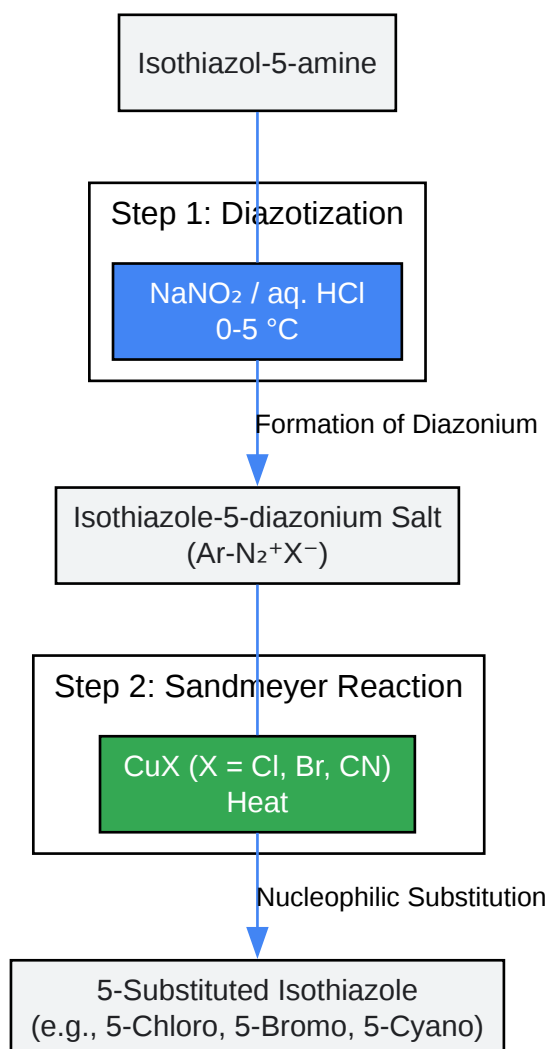 Isothiazol-5-amine
Step 1: Diazotization
NaNO₂ / aq. HCl
0-5 °C
Formation of Diazonium
Isothiazole-5-diazonium Salt
(Ar-N₂⁺X⁻)
Step 2: Sandmeyer Reaction
CuX (X = Cl, Br, CN)
Heat
Nucleophilic Substitution
5-Substituted Isothiazole
(e.g., 5-Chloro, 5-Bromo, 5-Cyano)